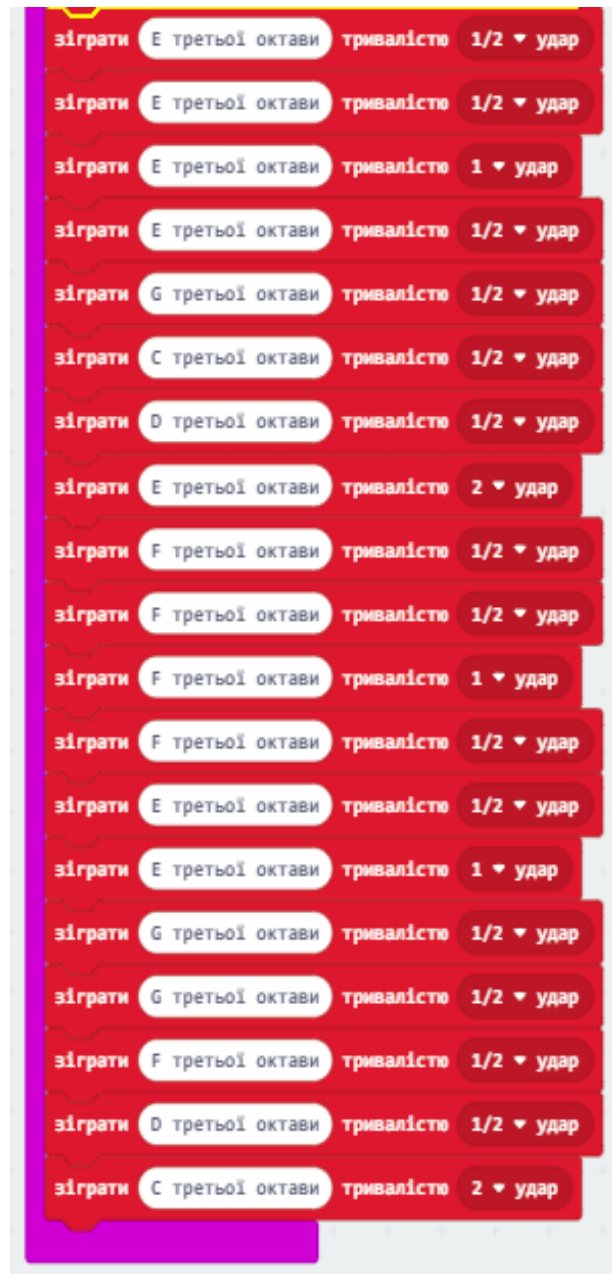 зіграти E третьої октави тривалістю 1/2 удар
зіграти E третьої октави тривалістю 1/2 удар
зіграти E третьої октави тривалістю 1 удар
зіграти E третьої октави тривалістю 1/2 удар
зіграти G третьої октави тривалістю 1/2 удар
зіграти C третьої октави тривалістю 1/2 удар
зіграти D третьої октави тривалістю 1/2 удар
зіграти E третьої октави тривалістю 2 удар
зіграти F третьої октави тривалістю 1/2 удар
зіграти F третьої октави тривалістю 1/2 удар
зіграти F третьої октави тривалістю 1 удар
зіграти F третьої октави тривалістю 1/2 удар
зіграти E третьої октави тривалістю 1/2 удар
зіграти E третьої октави тривалістю 1 удар
зіграти G третьої октави тривалістю 1/2 удар
зіграти G третьої октави тривалістю 1/2 удар
зіграти F третьої октави тривалістю 1/2 удар
зіграти D третьої октави тривалістю 1/2 удар
зіграти C третьої октави тривалістю 2 удар